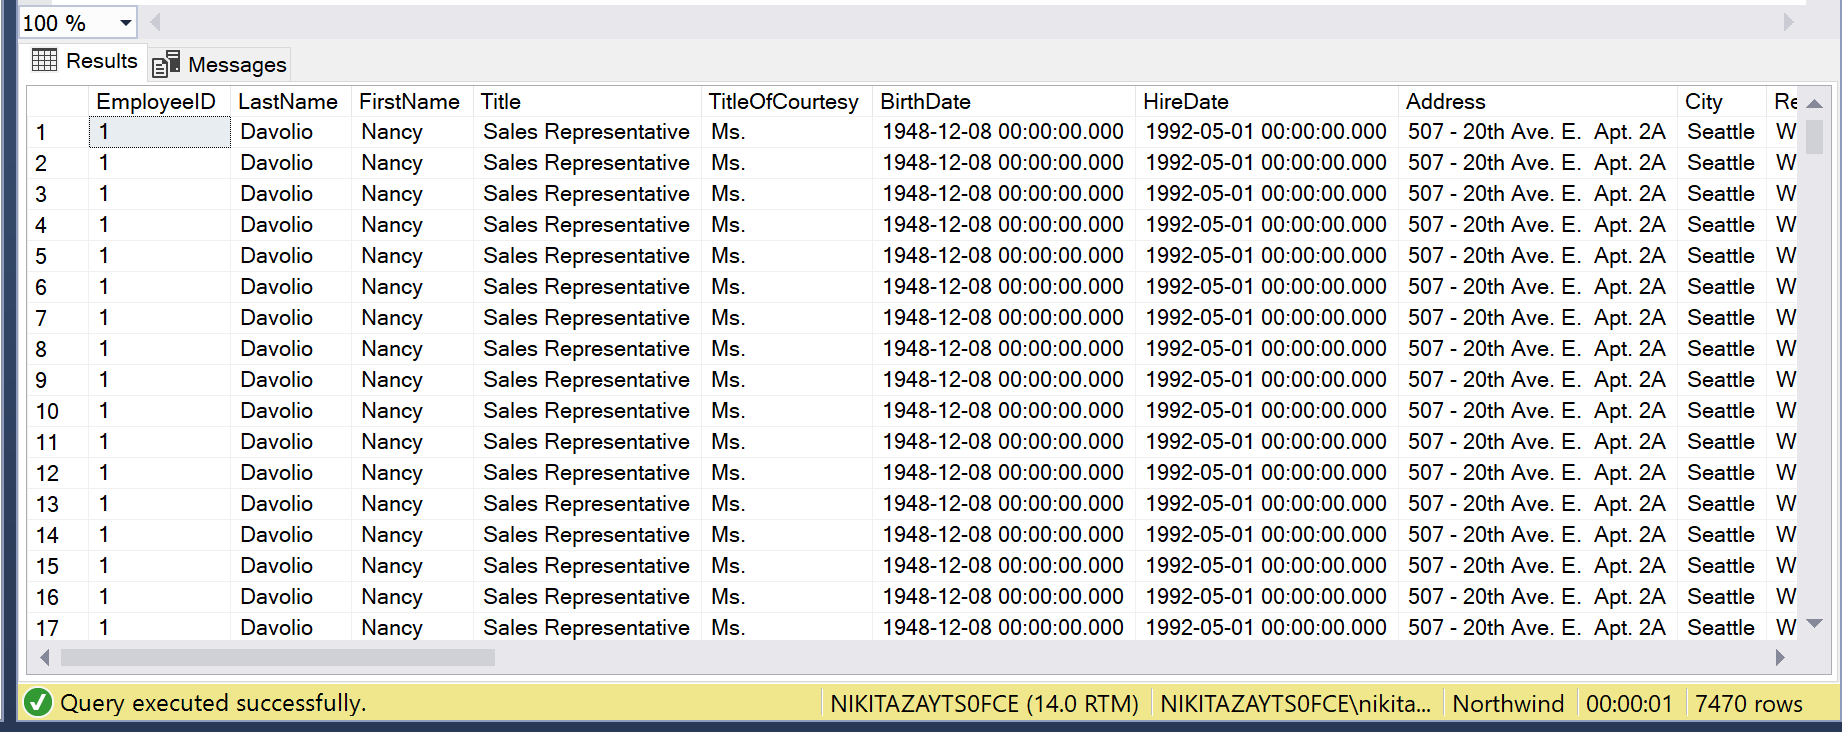 100 %
Results Messages
EmployeeID LastName FirstName Title TitleOfCourtesy BirthDate HireDate Address City Re
1 1 Davolio Nancy Sales Representative Ms. 1948-12-08 00:00:00.000 1992-05-01 00:00:00.000 507 - 20th Ave. E.  Apt. 2A Seattle W
2 1 Davolio Nancy Sales Representative Ms. 1948-12-08 00:00:00.000 1992-05-01 00:00:00.000 507 - 20th Ave. E.  Apt. 2A Seattle W
3 1 Davolio Nancy Sales Representative Ms. 1948-12-08 00:00:00.000 1992-05-01 00:00:00.000 507 - 20th Ave. E.  Apt. 2A Seattle W
4 1 Davolio Nancy Sales Representative Ms. 1948-12-08 00:00:00.000 1992-05-01 00:00:00.000 507 - 20th Ave. E.  Apt. 2A Seattle W
5 1 Davolio Nancy Sales Representative Ms. 1948-12-08 00:00:00.000 1992-05-01 00:00:00.000 507 - 20th Ave. E.  Apt. 2A Seattle W
6 1 Davolio Nancy Sales Representative Ms. 1948-12-08 00:00:00.000 1992-05-01 00:00:00.000 507 - 20th Ave. E.  Apt. 2A Seattle W
7 1 Davolio Nancy Sales Representative Ms. 1948-12-08 00:00:00.000 1992-05-01 00:00:00.000 507 - 20th Ave. E.  Apt. 2A Seattle W
8 1 Davolio Nancy Sales Representative Ms. 1948-12-08 00:00:00.000 1992-05-01 00:00:00.000 507 - 20th Ave. E.  Apt. 2A Seattle W
9 1 Davolio Nancy Sales Representative Ms. 1948-12-08 00:00:00.000 1992-05-01 00:00:00.000 507 - 20th Ave. E.  Apt. 2A Seattle W
10 1 Davolio Nancy Sales Representative Ms. 1948-12-08 00:00:00.000 1992-05-01 00:00:00.000 507 - 20th Ave. E.  Apt. 2A Seattle W
11 1 Davolio Nancy Sales Representative Ms. 1948-12-08 00:00:00.000 1992-05-01 00:00:00.000 507 - 20th Ave. E.  Apt. 2A Seattle W
12 1 Davolio Nancy Sales Representative Ms. 1948-12-08 00:00:00.000 1992-05-01 00:00:00.000 507 - 20th Ave. E.  Apt. 2A Seattle W
13 1 Davolio Nancy Sales Representative Ms. 1948-12-08 00:00:00.000 1992-05-01 00:00:00.000 507 - 20th Ave. E.  Apt. 2A Seattle W
14 1 Davolio Nancy Sales Representative Ms. 1948-12-08 00:00:00.000 1992-05-01 00:00:00.000 507 - 20th Ave. E.  Apt. 2A Seattle W
15 1 Davolio Nancy Sales Representative Ms. 1948-12-08 00:00:00.000 1992-05-01 00:00:00.000 507 - 20th Ave. E.  Apt. 2A Seattle W
16 1 Davolio Nancy Sales Representative Ms. 1948-12-08 00:00:00.000 1992-05-01 00:00:00.000 507 - 20th Ave. E.  Apt. 2A Seattle W
17 1 Davolio Nancy Sales Representative Ms. 1948-12-08 00:00:00.000 1992-05-01 00:00:00.000 507 - 20th Ave. E.  Apt. 2A Seattle W
Query executed successfully. NIKITAZAYTS0FCE (14.0 RTM) NIKITAZAYTS0FCE\nikita... Northwind 00:00:01 7470 rows